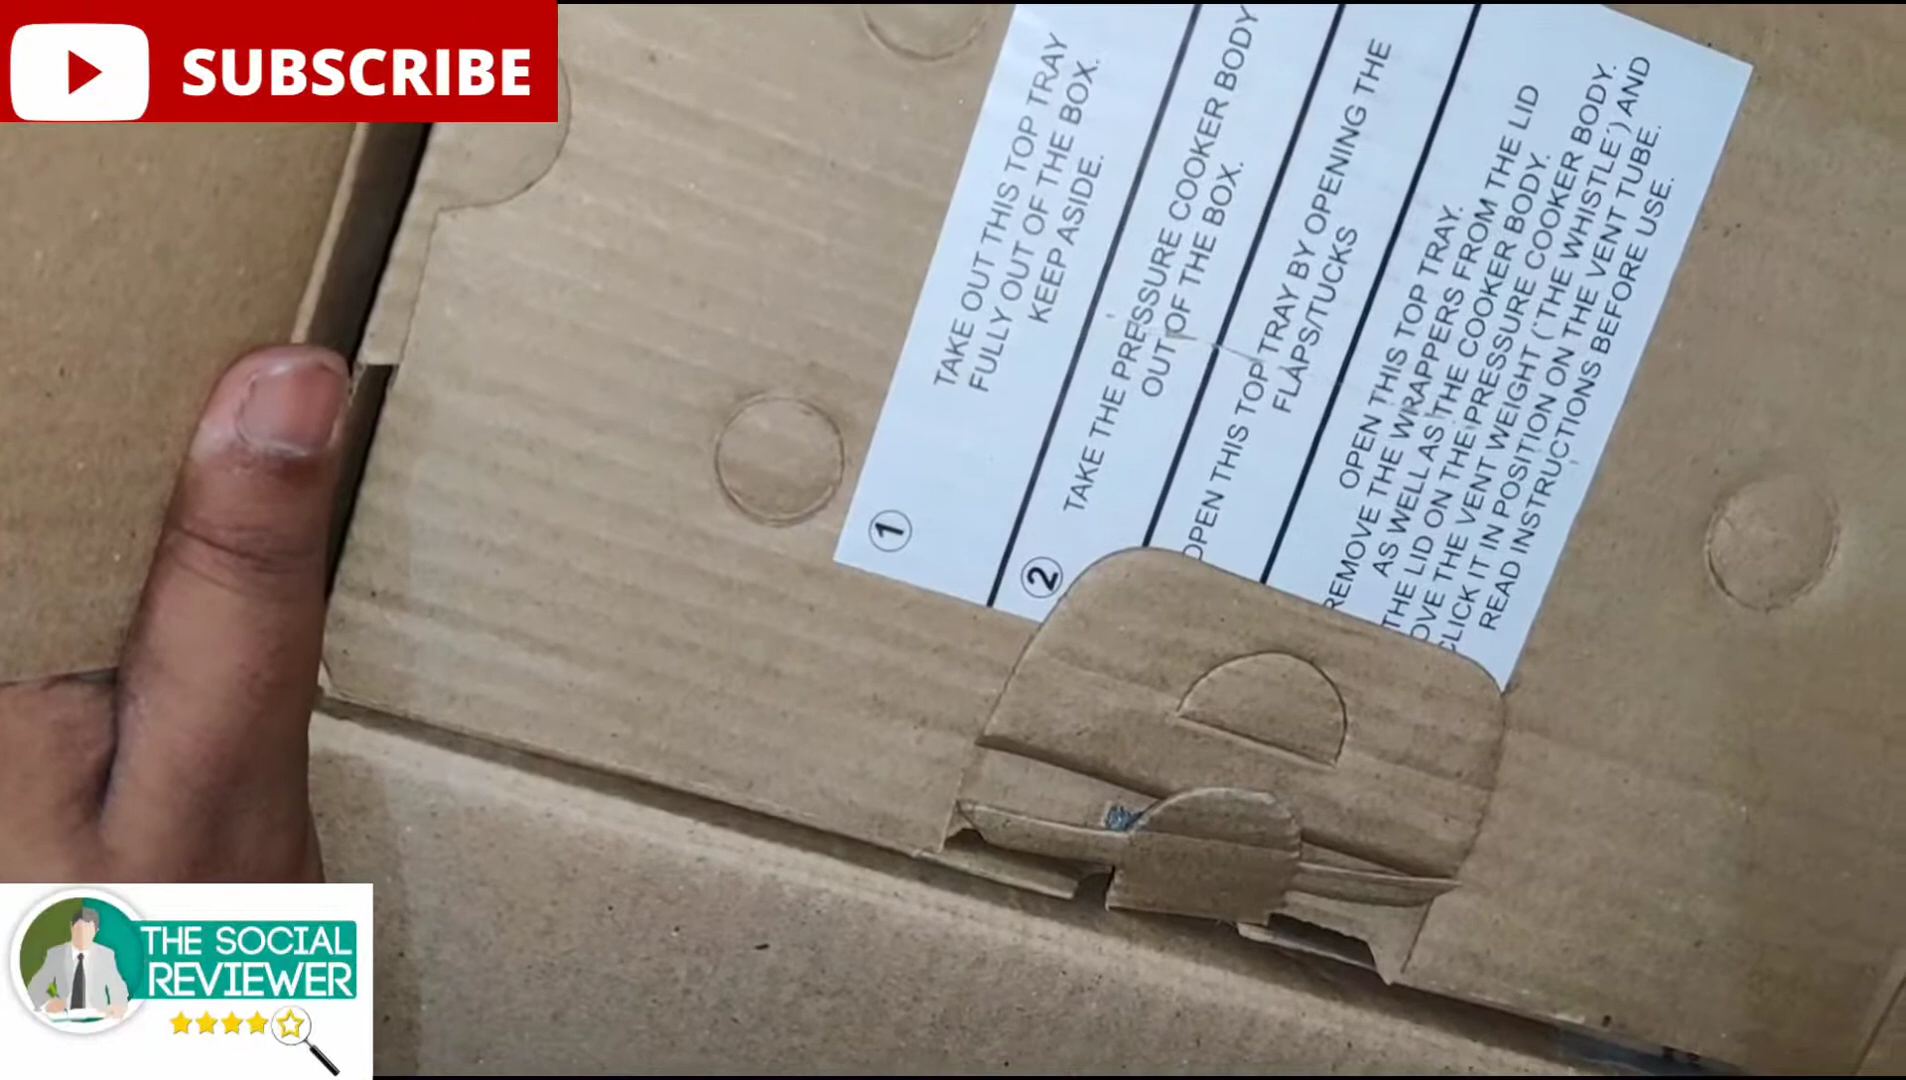 SUBSCRIBE
1
TAKE OUT THIS TOP TRAY
FULLY OUT OF THE BOX.
KEEP ASIDE.
2
TAKE THE PRESSURE COOKER BODY
OUT OF THE BOX.
OPEN THIS TOP TRAY BY OPENING THE
FLAPS/TUCKS
OPEN THIS TOP TRAY.
REMOVE THE WRAPPERS FROM THE LID
AS WELL AS THE COOKER BODY.
THE LID ON THE PRESSURE COOKER BODY.
OVE THE VENT WEIGHT (`THE WHISTLE´) AND
CLICK IT IN POSITION ON THE VENT TUBE.
READ INSTRUCTIONS BEFORE USE.
THE SOCIAL
REVIEWER